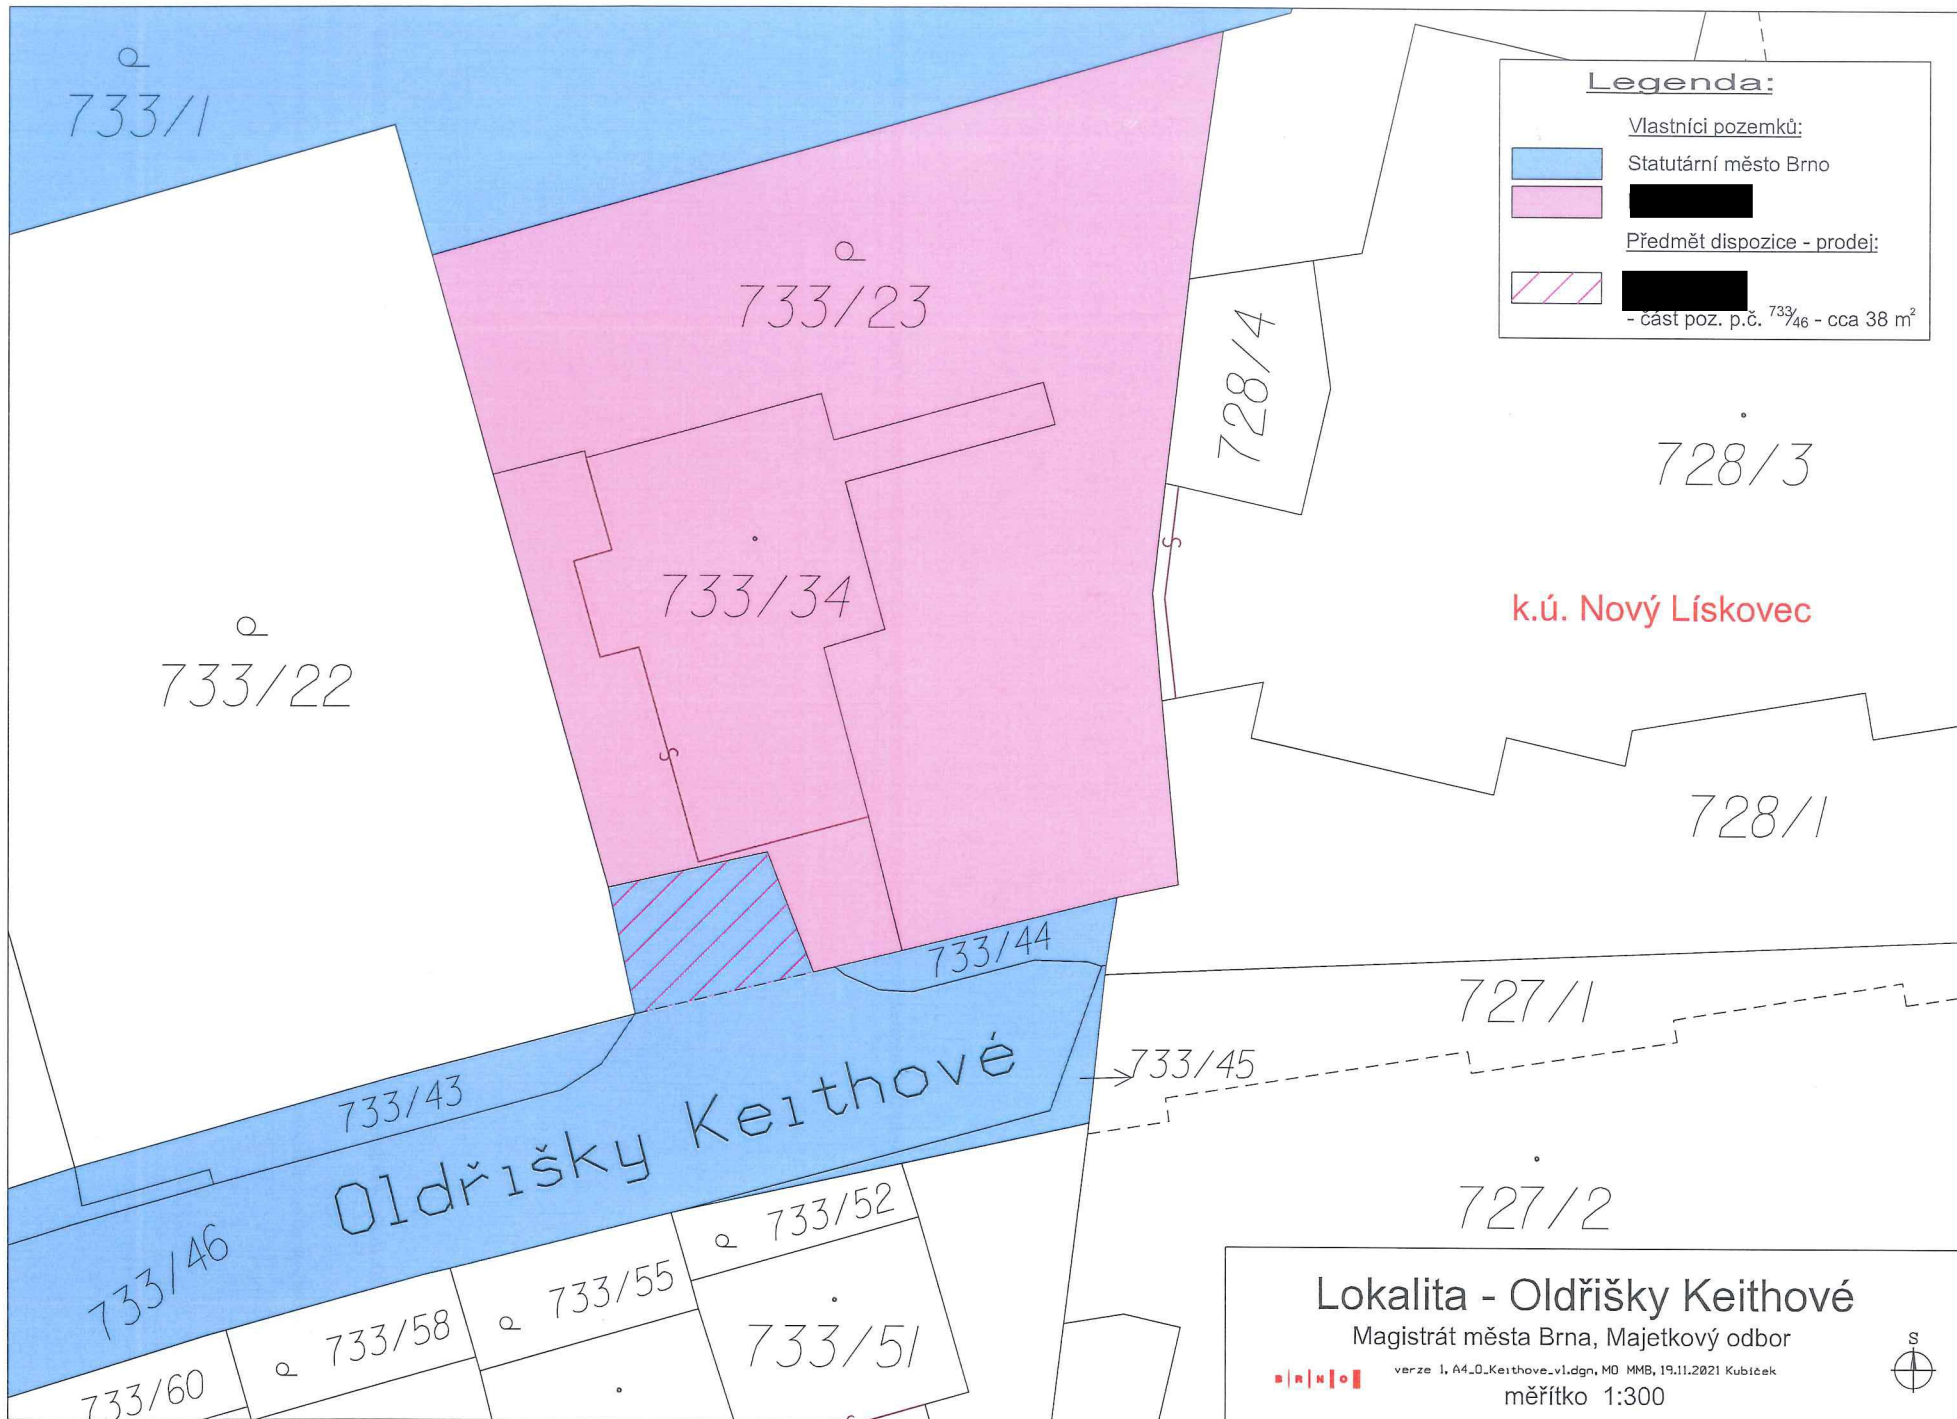 733/1
Legenda:
Vlastníci pozemků:
Statutární město Brno
Předmět dispozice - prodej:
- část poz. p.č. 733/46 - cca 38 m²
733/23
728/4
728/3
733/34
k.ú. Nový Lískovec
733/22
S
S
728/1
733/44
727/1
733/45
733/43
Oldřišky Keithové
733/46
733/52
733/55
733/58
733/60
733/51
727/2
Lokalita - Oldřišky Keithové
Magistrát města Brna, Majetkový odbor
BRNO
verze 1, A4_O_Keithove_v1.dgn, MO MMB, 19.11.2021 Kubíček
měřítko 1:300
S